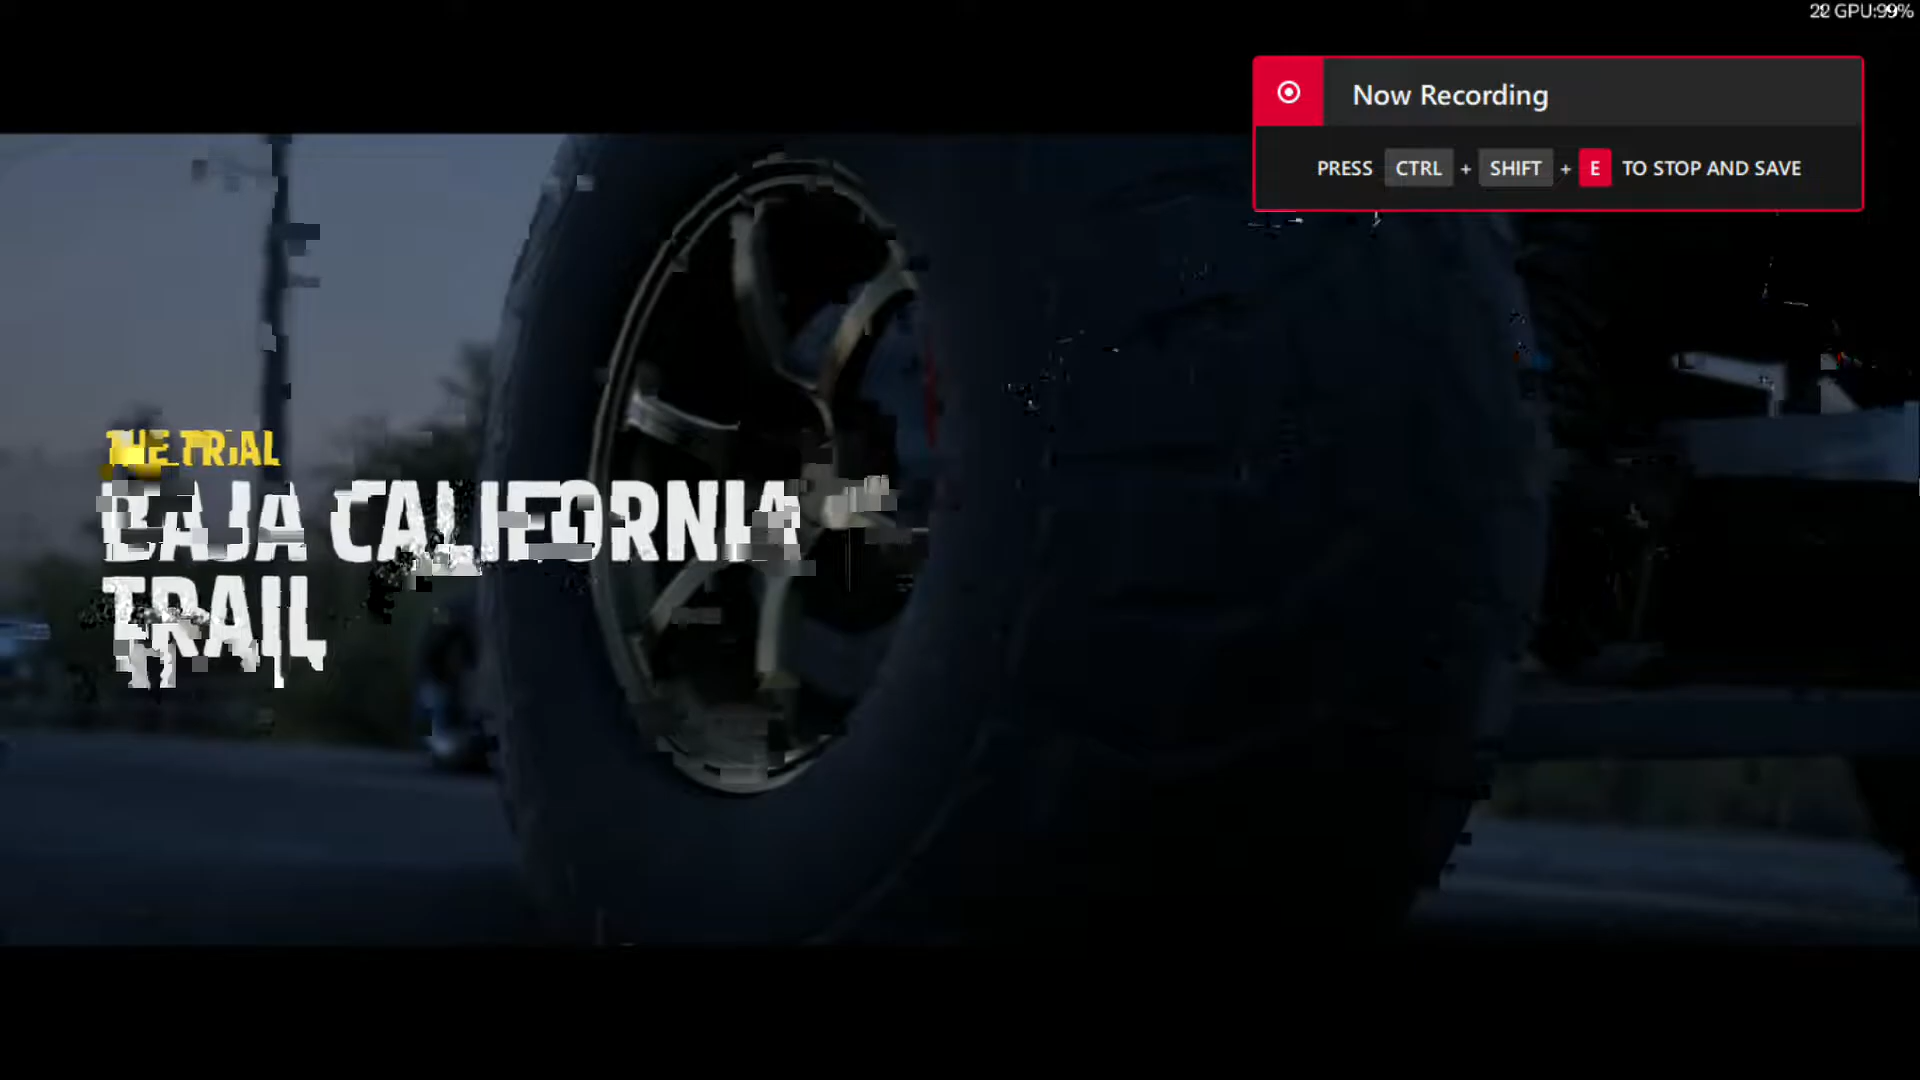 22 GPU:99%
Now Recording
PRESS CTRL + SHIFT + E TO STOP AND SAVE
THE TRIAL
BAJA CALIFORNIA
TRAIL